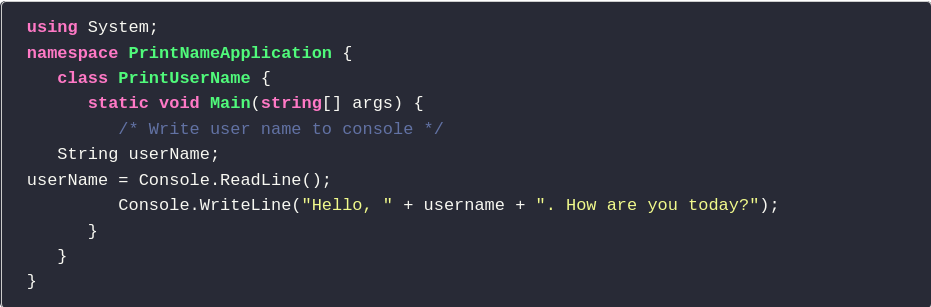 using System;
namespace PrintNameApplication {
   class PrintUserName {
      static void Main(string[] args) {
         /* Write user name to console */
   String userName;
userName = Console.ReadLine();
         Console.WriteLine("Hello, " + username + ". How are you today?");
      }
   }
}